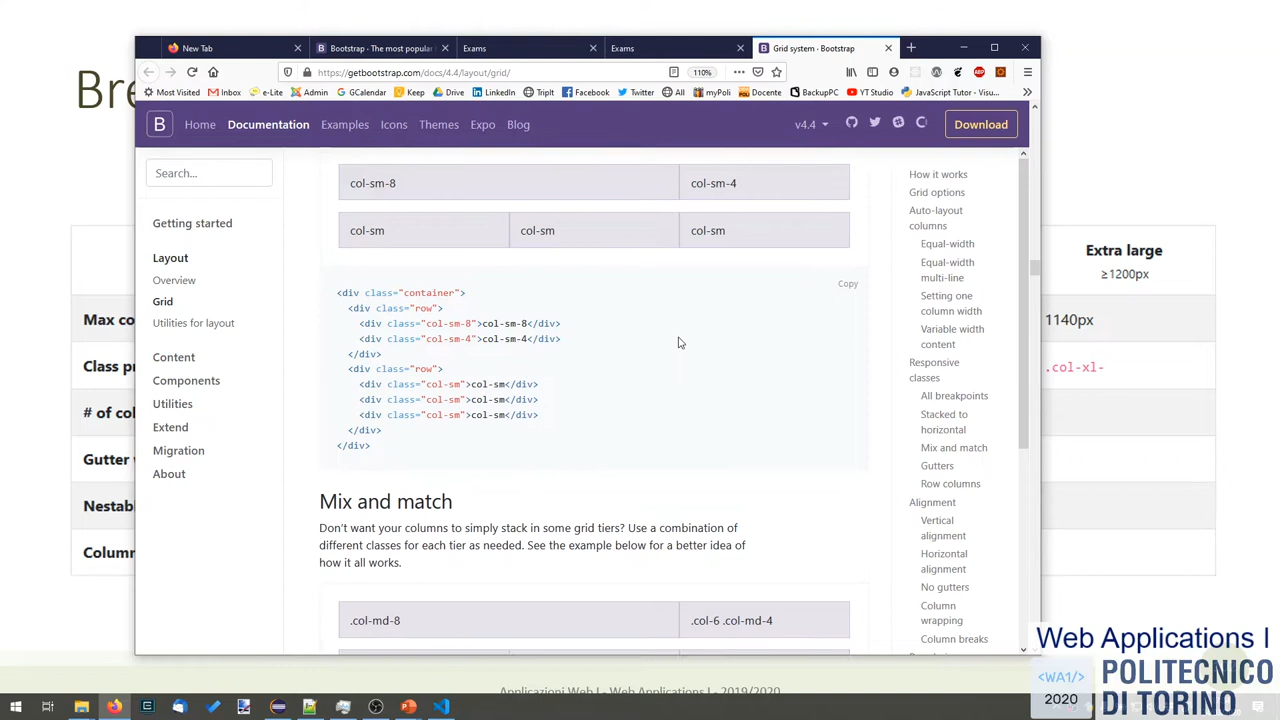 Bre
New Tab
Bootstrap · The most popular
Exams
Exams
Grid system · Bootstrap
https://getbootstrap.com/docs/4.4/layout/grid/
110%
Most Visited
Inbox
e-Lite
Admin
GCalendar
Keep
Drive
LinkedIn
TripIt
Facebook
Twitter
All
myPoli
Docente
BackupPC
YT Studio
JavaScript Tutor - Visu...
B
Home
Documentation
Examples
Icons
Themes
Expo
Blog
v4.4
Download
Search...
Getting started
Layout
Overview
Grid
Utilities for layout
Content
Components
Utilities
Extend
Migration
About
col-sm-8
col-sm-4
col-sm
col-sm
col-sm
Copy
<div class="container">
<div class="row">
<div class="col-sm-8">col-sm-8</div>
<div class="col-sm-4">col-sm-4</div>
</div>
<div class="row">
<div class="col-sm">col-sm</div>
<div class="col-sm">col-sm</div>
<div class="col-sm">col-sm</div>
</div>
</div>
Mix and match
Don't want your columns to simply stack in some grid tiers? Use a combination of
different classes for each tier as needed. See the example below for a better idea of
how it all works.
.col-md-8
.col-6 .col-md-4
How it works
Grid options
Auto-layout
columns
Equal-width
Equal-width
multi-line
Setting one
column width
Variable width
content
Responsive
classes
All breakpoints
Stacked to
horizontal
Mix and match
Gutters
Row columns
Alignment
Vertical
alignment
Horizontal
alignment
No gutters
Column
wrapping
Column breaks
Max co
Class p
# of col
Gutter
Nestab
Column
Extra large
≥1200px
1140px
.col-xl-
Applicazioni Web I - Web Applications I - 2019/2020
Web Applications I
<WA1/>
2020
POLITECNICO
DI TORINO